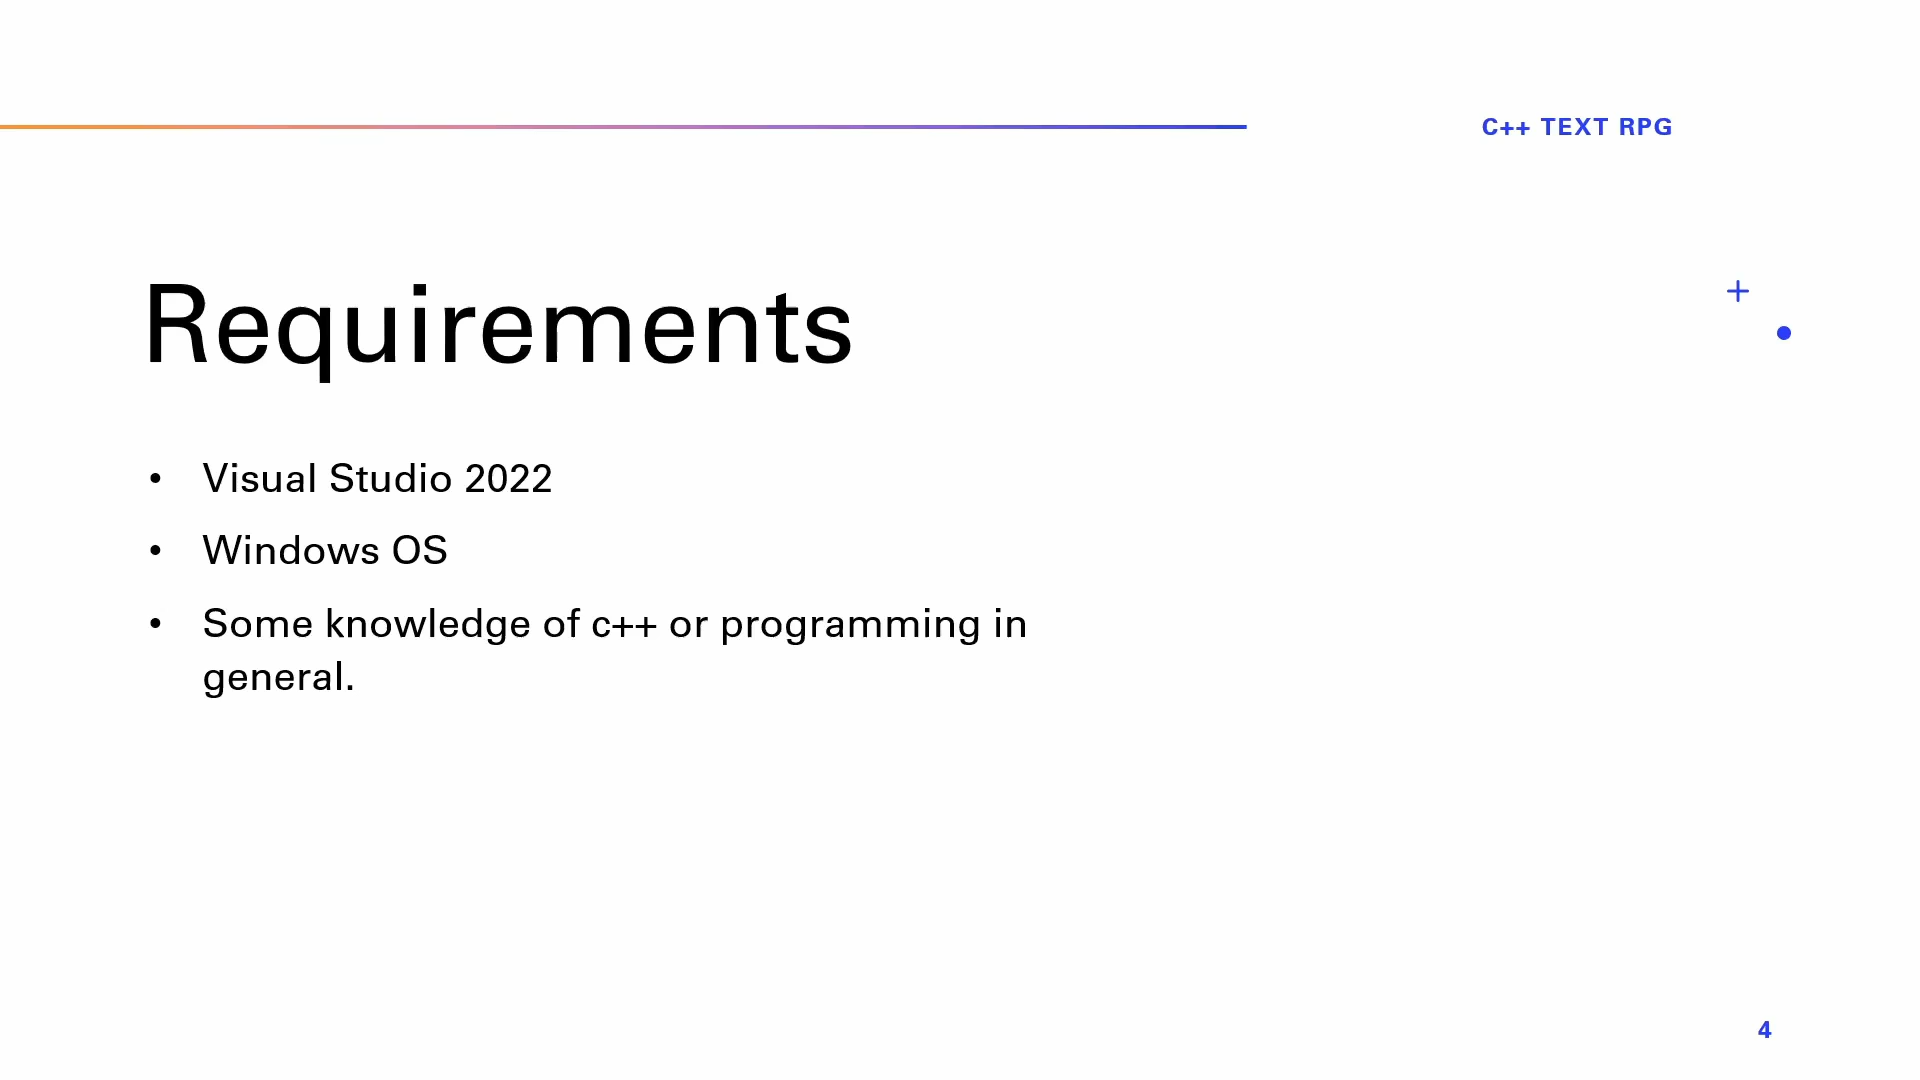 C++ TEXT RPG
Requirements
• Visual Studio 2022
• Windows OS
• Some knowledge of c++ or programming in
general.
4